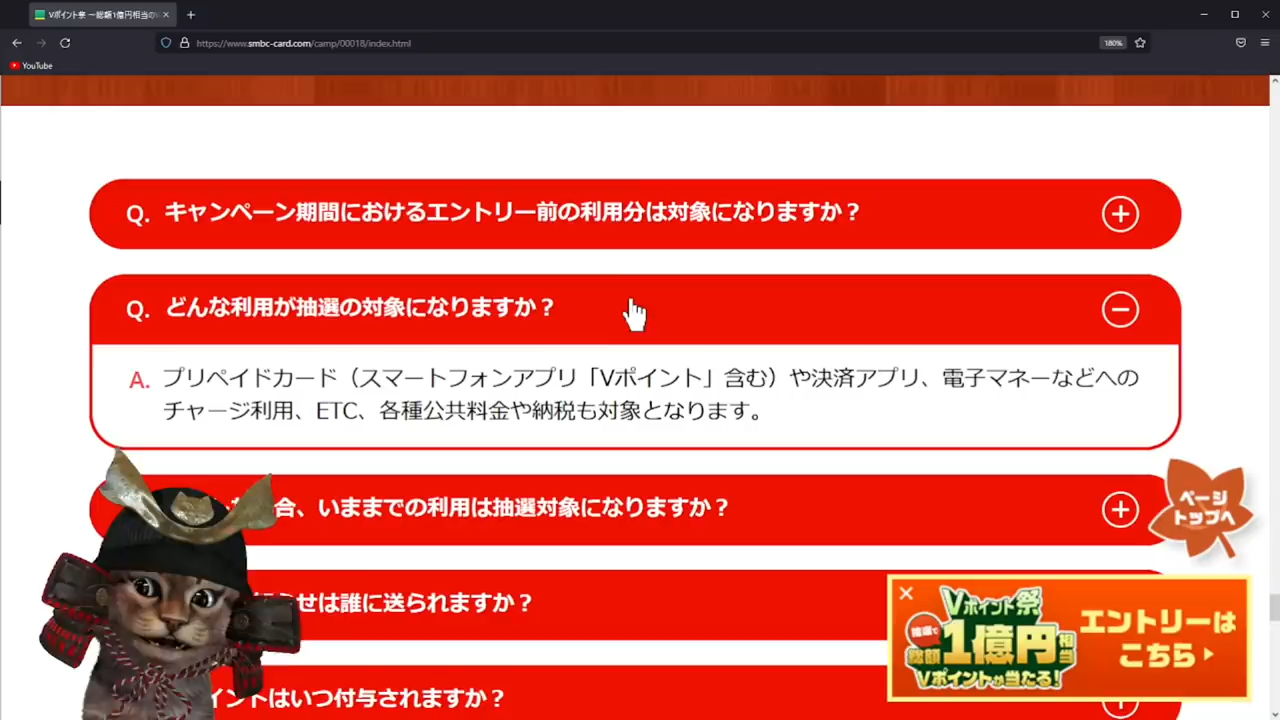 Vポイント祭 ～総額1億円相当のV
https://www.smbc-card.com/camp/00018/index.html
180%
YouTube
Q. キャンペーン期間におけるエントリー前の利用分は対象になりますか？
Q. どんな利用が抽選の対象になりますか？
A. プリペイドカード（スマートフォンアプリ「Vポイント」含む）や決済アプリ、電子マネーなどへの
チャージ利用、ETC、各種公共料金や納税も対象となります。
合、いままでの利用は抽選対象になりますか？
ページ
トップへ
せは誰に送られますか？
Vポイント祭
抽選で
総額
1億円
相当
Vポイントが当たる！
エントリーは
こちら
イントはいつ付与されますか？